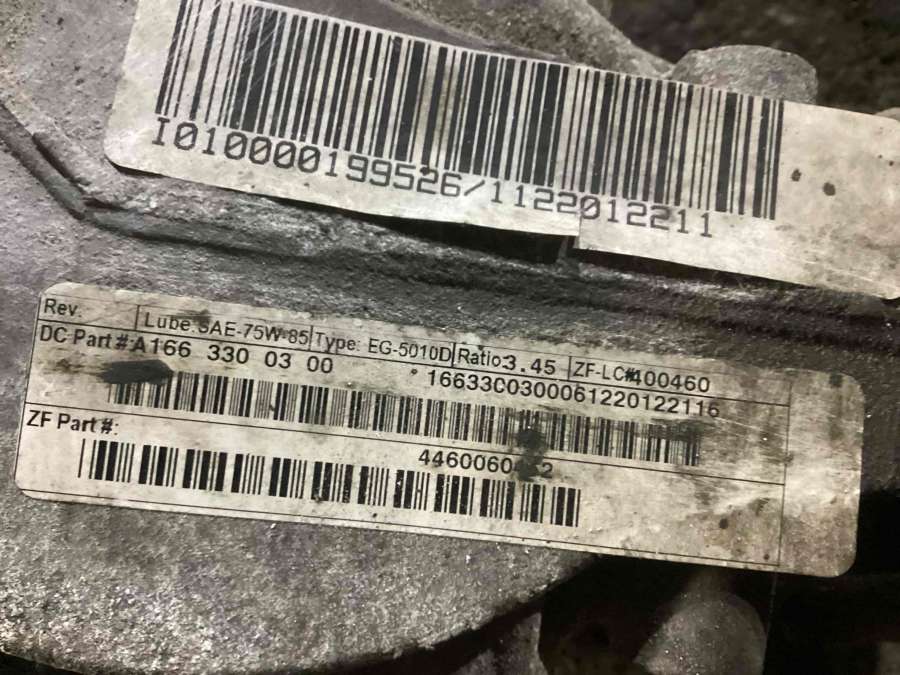 I010000199526/1122012211
Rev. Lube: SAE-75W-85 Type: EG-5010D Ratio: 3.45 ZF-LC# 400460
DC Part #: A166 330 03 00 *1663300300061220122116
ZF Part #: